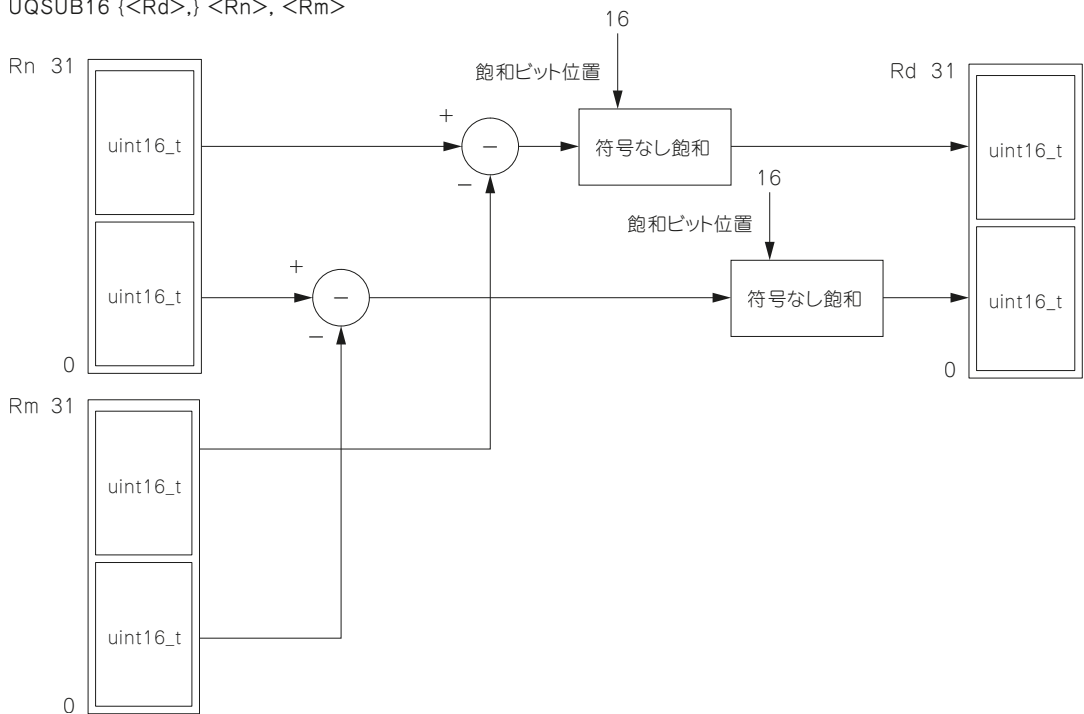 UQSUB16 {<Rd>,} <Rn>, <Rm>
16
Rn 31
飽和ビット位置
Rd 31
+
uint16_t
−
符号なし飽和
uint16_t
−
16
飽和ビット位置
+
uint16_t
−
符号なし飽和
uint16_t
−
0
0
Rm 31
uint16_t
uint16_t
0